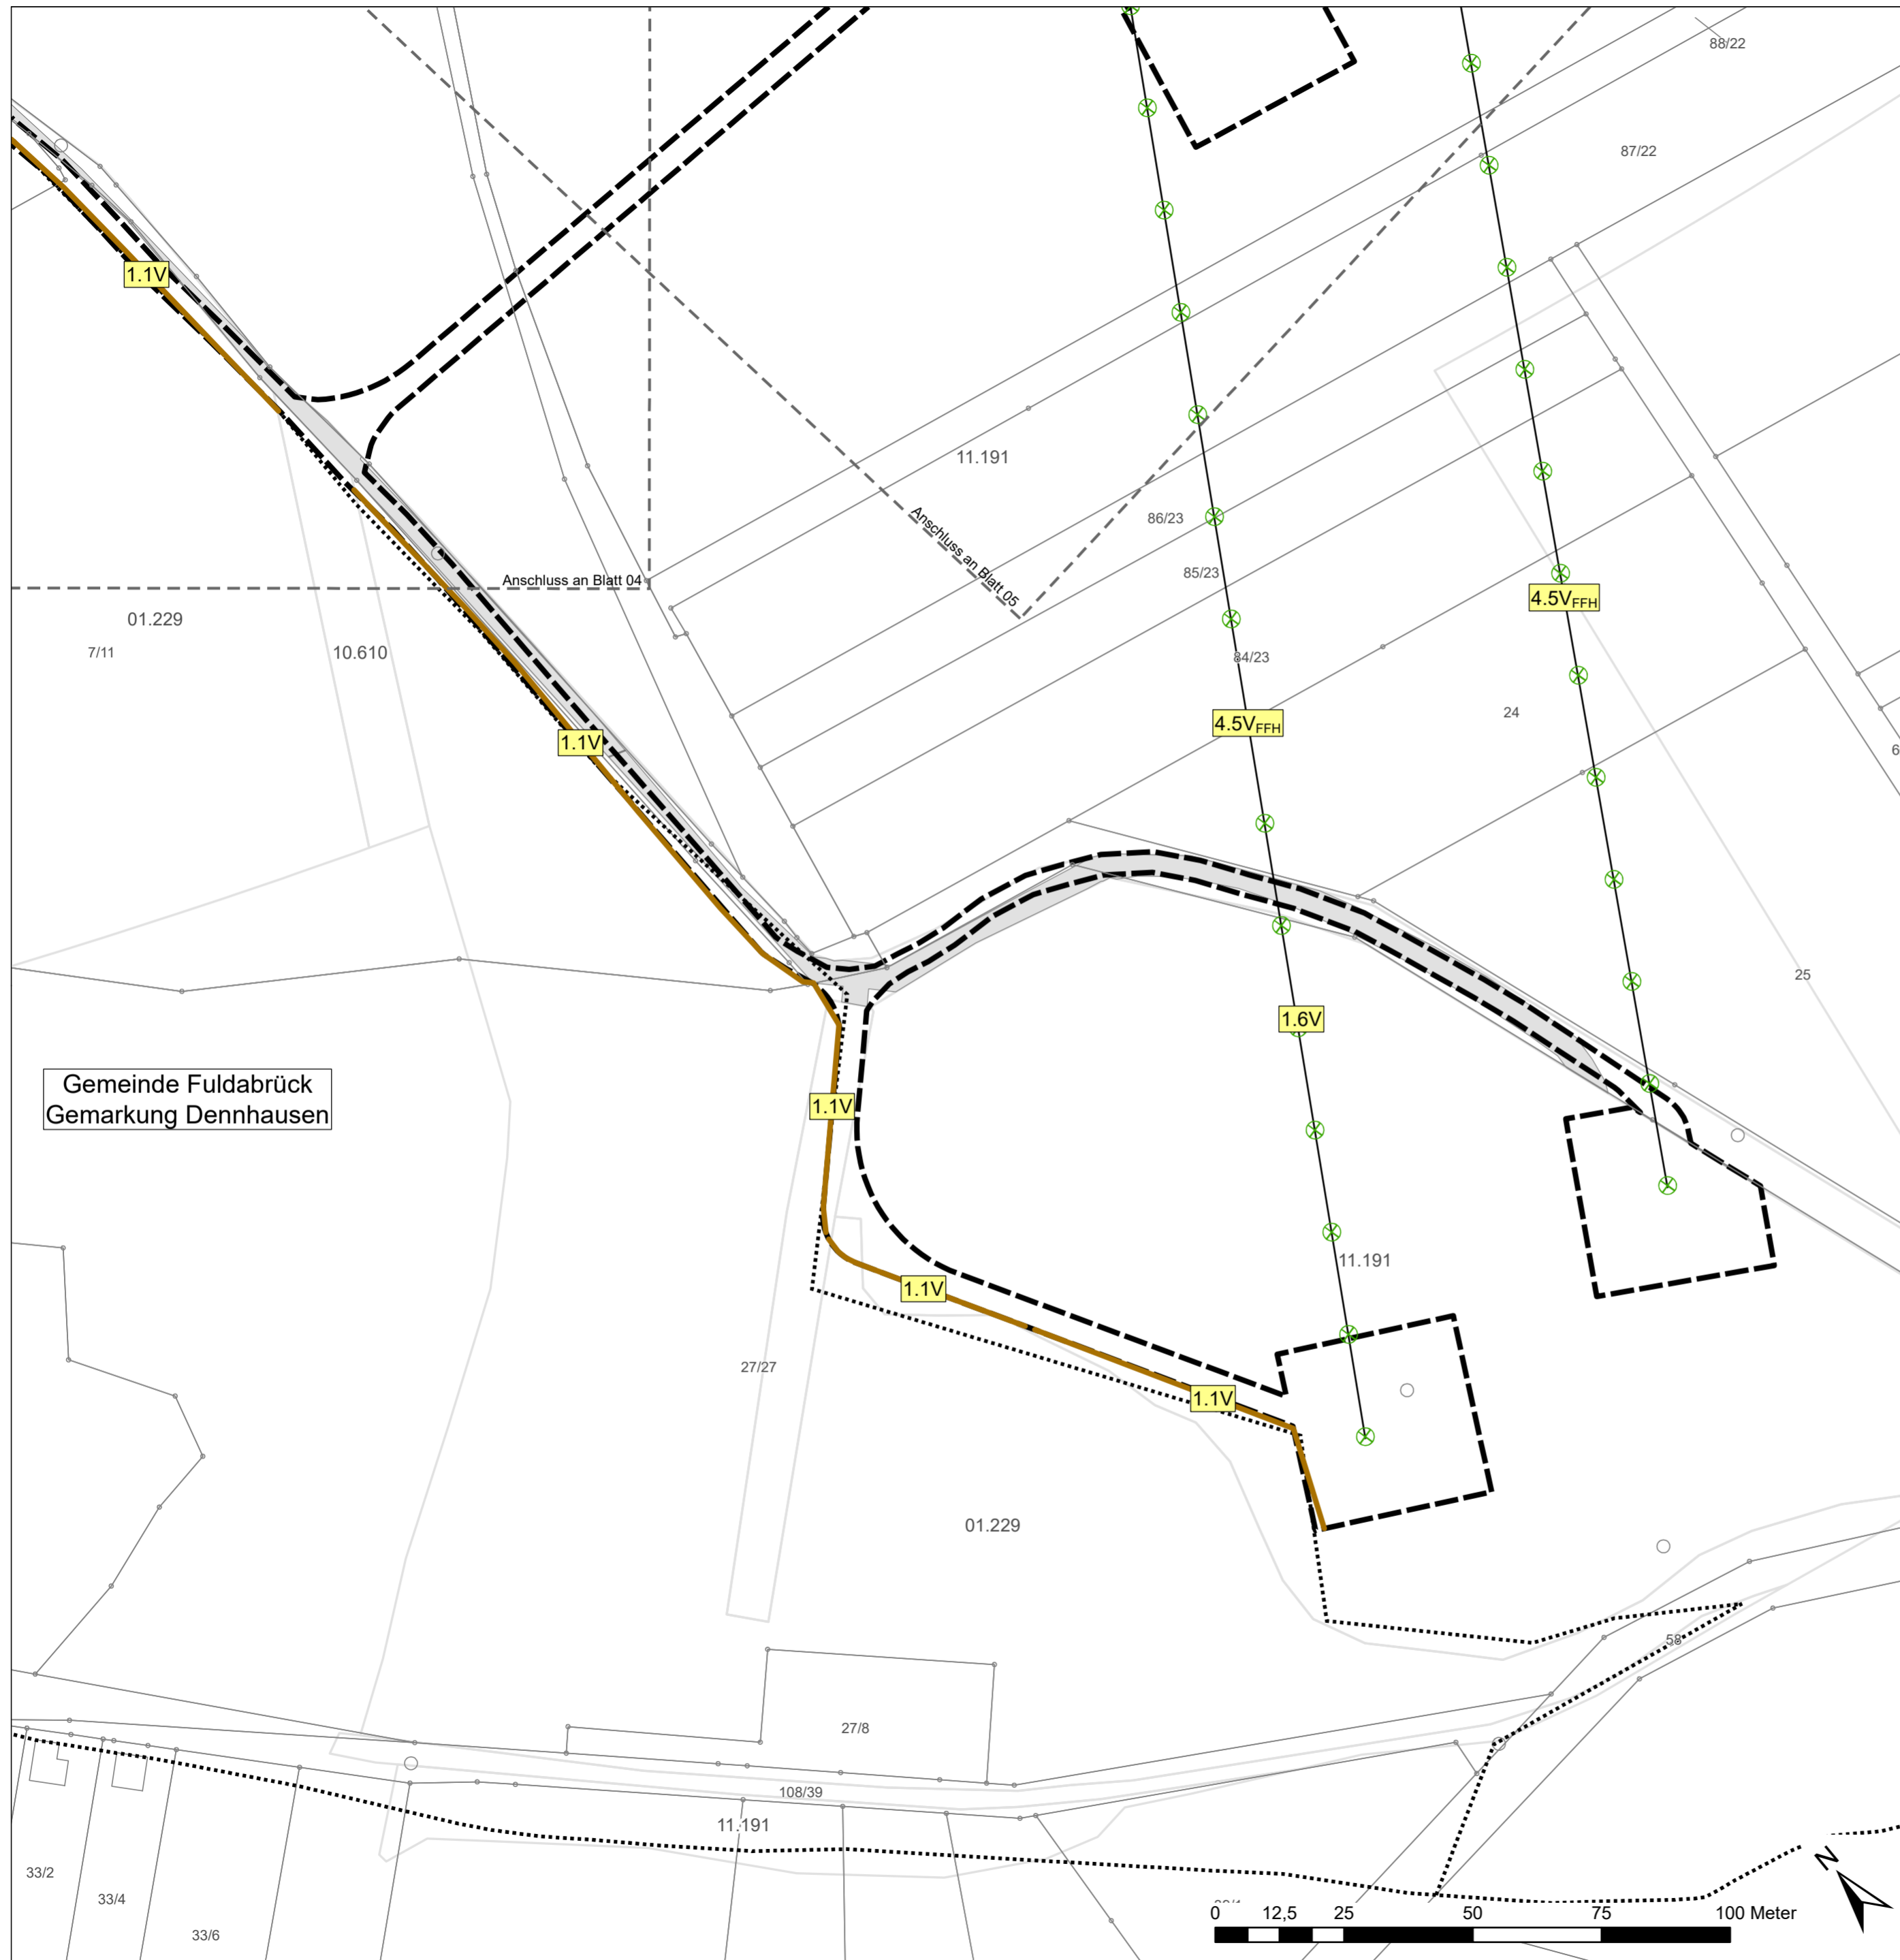 88/22
87/22
1.1V
11.191
86/23
Anschluss an Blatt 05
85/23
Anschluss an Blatt 04
4.5VFFH
01.229
7/11
10.610
84/23
24
4.5VFFH
1.1V
6
25
1.6V
Gemeinde Fuldabrück
Gemarkung Dennhausen
1.1V
11.191
1.1V
27/27
1.1V
01.229
58
27/8
108/39
11.191
33/2
33/4
33/6
N
0 12,5 25 50 75 100 Meter